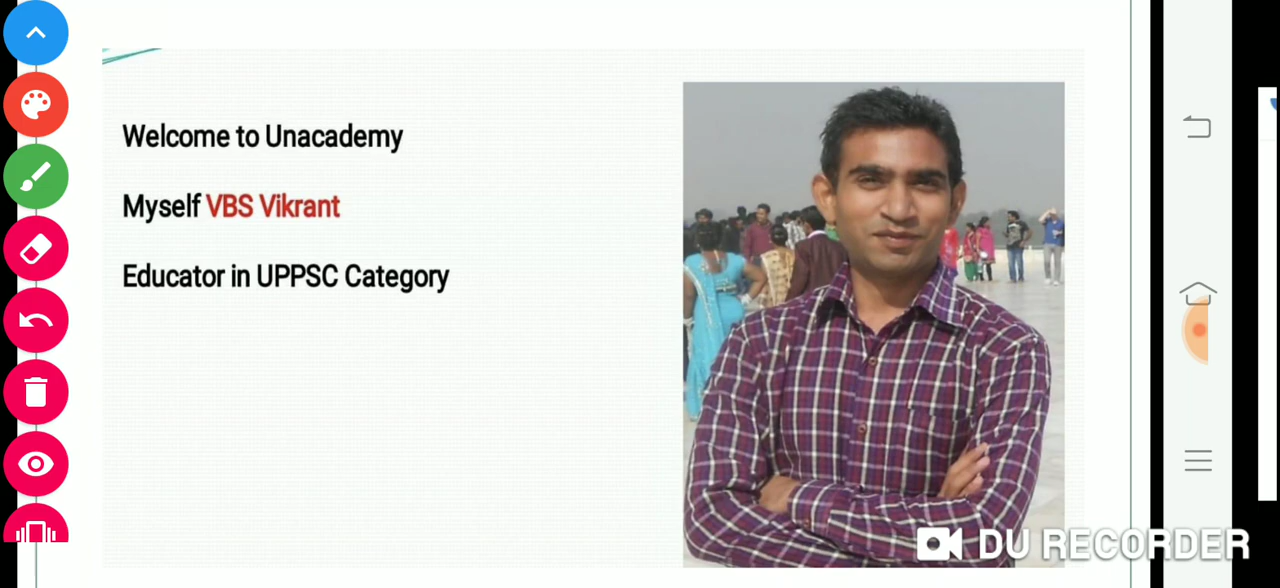 Welcome to Unacademy
Myself VBS Vikrant
Educator in UPPSC Category
DU RECORDER